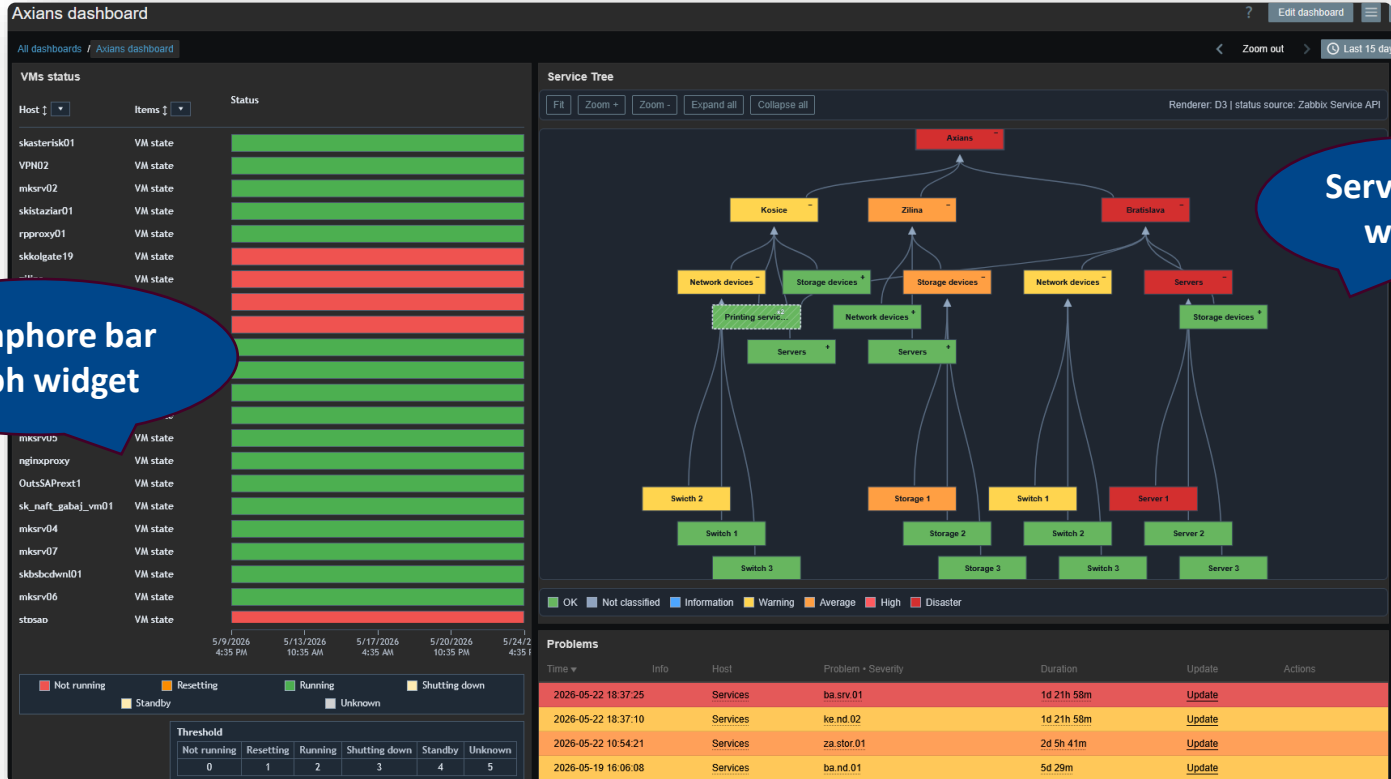 Axians dashboard
? Edit dashboard
All dashboards / Axians dashboard
Zoom out
Last 15
VMs status
Host Items Status
skasterisk01 VM state
VPN02 VM state
mksrv02 VM state
skistaziar01 VM state
rpproxy01 VM state
skkolgate19 VM state
VM state
mksrv05 VM state
nginxproxy VM state
OutsSAPrext1 VM state
sk_naft_gabaj_vm01 VM state
mksrv04 VM state
mksrv07 VM state
skbsbcdwnl01 VM state
mksrv06 VM state
stpsap VM state
5/9/2026 5/13/2026 5/17/2026 5/20/2026
4:35 PM 10:35 AM 4:35 AM 10:35 PM 4:35
Not running Resetting Running Shutting down
Standby Unknown
Threshold
Not running Resetting Running Shutting down Standby Unknown
0 1 2 3 4 5
bar
widget
Service Tree
Fit Zoom + Zoom - Expand all Collapse all
Renderer: D3 | status source: Zabbix Service API
Axians
Kosice Zilina Bratislava
Network devices Storage devices Storage devices Network devices Servers
Printing servic... +2 Network devices Storage devices
Servers Servers
Swicth 2 Storage 1 Switch 1 Server 1
Switch 1 Storage 2 Switch 2 Server 2
Switch 3 Storage 3 Switch 3 Server 3
OK Not classified Information Warning Average High Disaster
Problems
Time Info Host Problem • Severity Duration Update Actions
2026-05-22 18:37:25 Services ba.srv.01 1d 21h 58m Update
2026-05-22 18:37:10 Services ke.nd.02 1d 21h 58m Update
2026-05-22 10:54:21 Services za.stor.01 2d 5h 41m Update
2026-05-19 16:06:08 Services ba.nd.01 5d 29m Update